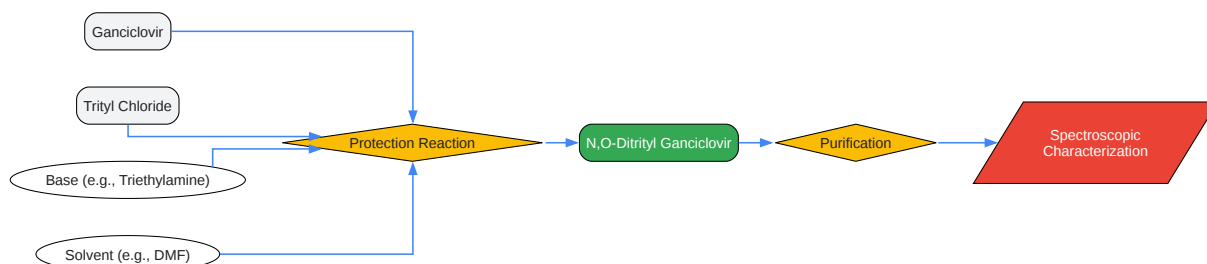 Ganciclovir
Trityl Chloride
Base (e.g., Triethylamine)
Solvent (e.g., DMF)
Protection Reaction
N,O-Ditrityl Ganciclovir
Purification
Spectroscopic
Characterization